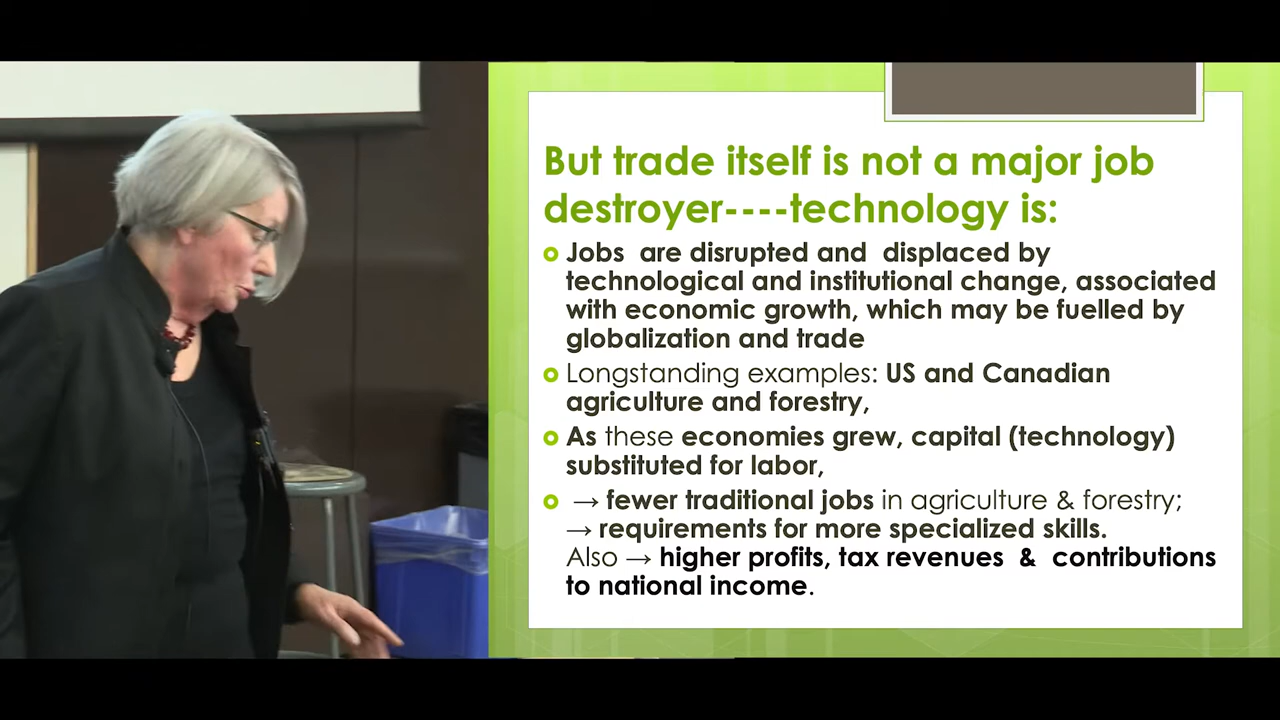 But trade itself is not a major job
destroyer----technology is:
Jobs are disrupted and displaced by
technological and institutional change, associated
with economic growth, which may be fuelled by
globalization and trade
Longstanding examples: US and Canadian
agriculture and forestry,
As these economies grew, capital (technology)
substituted for labor,
→ fewer traditional jobs in agriculture & forestry;
→ requirements for more specialized skills.
Also → higher profits, tax revenues & contributions
to national income.